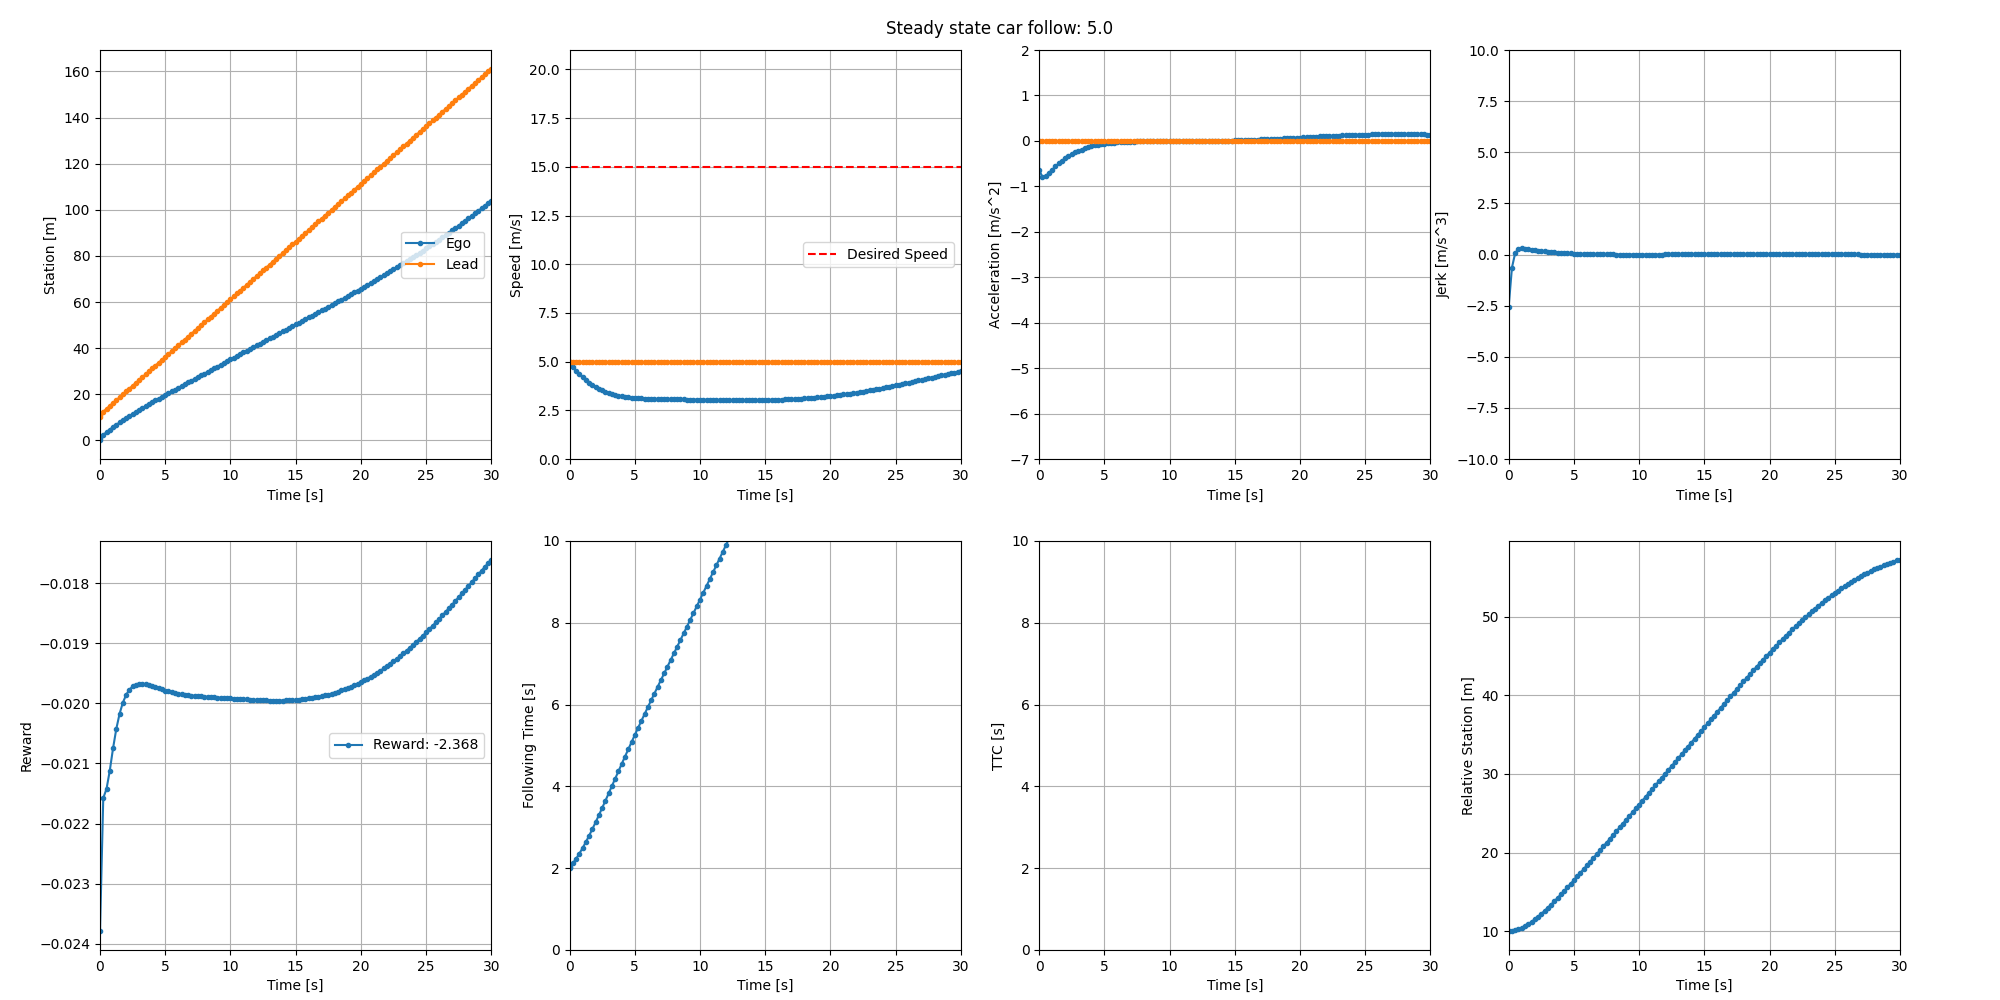 Steady state car follow: 5.0
Station [m]
160
140
120
100
80
60
40
20
0
Ego
Lead
0 5 10 15 20 25 30
Time [s]
Speed [m/s]
20.0
17.5
15.0
12.5
10.0
7.5
5.0
2.5
0.0
Desired Speed
0 5 10 15 20 25 30
Time [s]
Acceleration [m/s^2]
2
1
0
−1
−2
−3
−4
−5
−6
−7
0 5 10 15 20 25 30
Time [s]
Jerk [m/s^3]
10.0
7.5
5.0
2.5
0.0
−2.5
−5.0
−7.5
−10.0
0 5 10 15 20 25 30
Time [s]
Reward
−0.018
−0.019
−0.020
−0.021
−0.022
−0.023
−0.024
Reward: -2.368
0 5 10 15 20 25 30
Time [s]
Following Time [s]
10
8
6
4
2
0
0 5 10 15 20 25 30
Time [s]
TTC [s]
10
8
6
4
2
0
0 5 10 15 20 25 30
Time [s]
Relative Station [m]
50
40
30
20
10
0 5 10 15 20 25 30
Time [s]